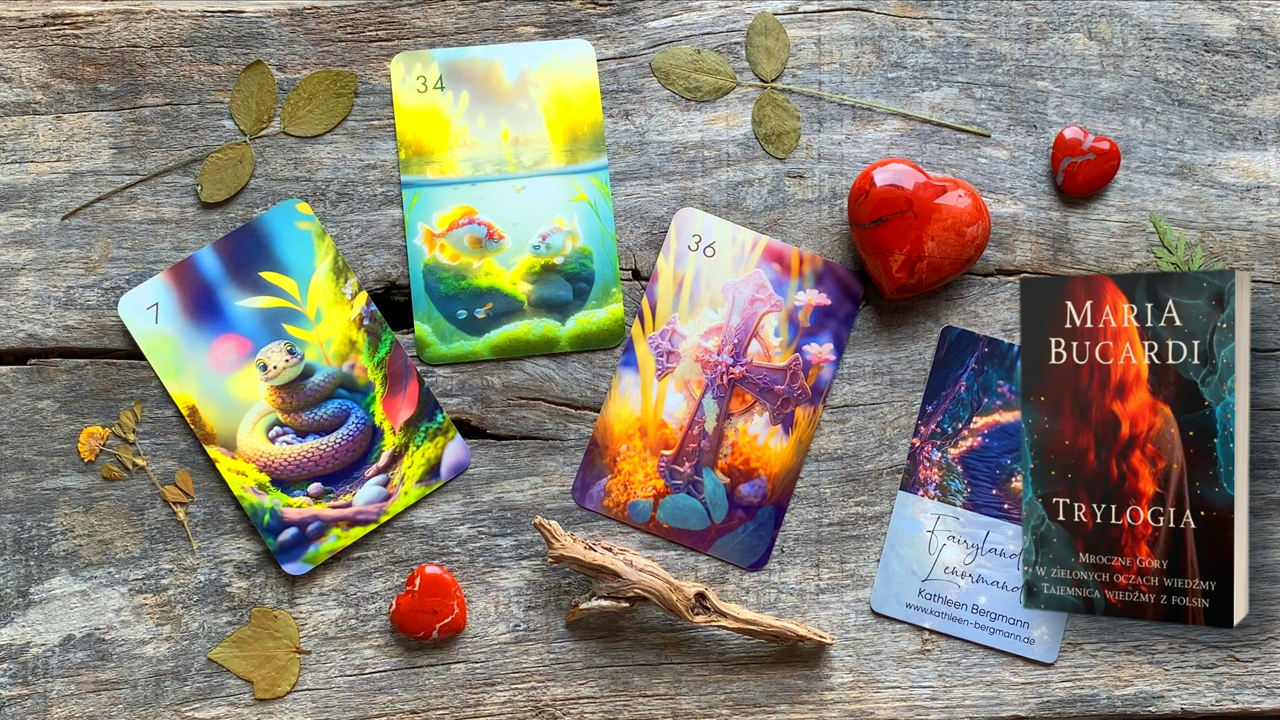 34
7
36
Fairyland
Lenormand
Kathleen Bergmann
www.kathleen-bergmann.de
MARIA
BUCARDI
TRYLOGIA
MROCZNE GÓRY
W ZIELONYCH OCZACH WIEDŹMY
TAJEMNICA WIEDŹMY Z FOLSIN